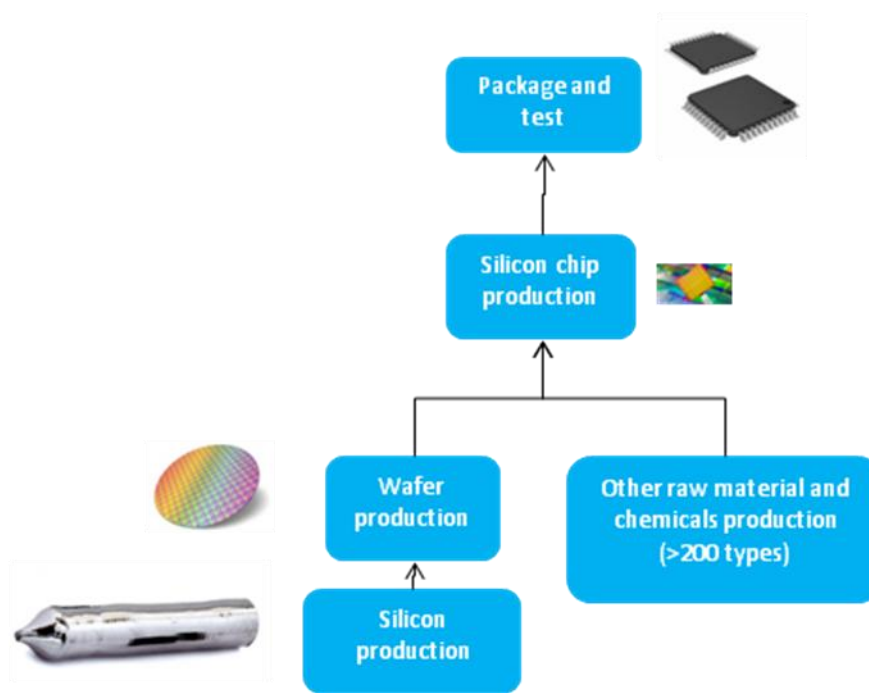 Package and
test
Silicon chip
production
Wafer
production
Other raw material and
chemicals production
(>200 types)
Silicon
production